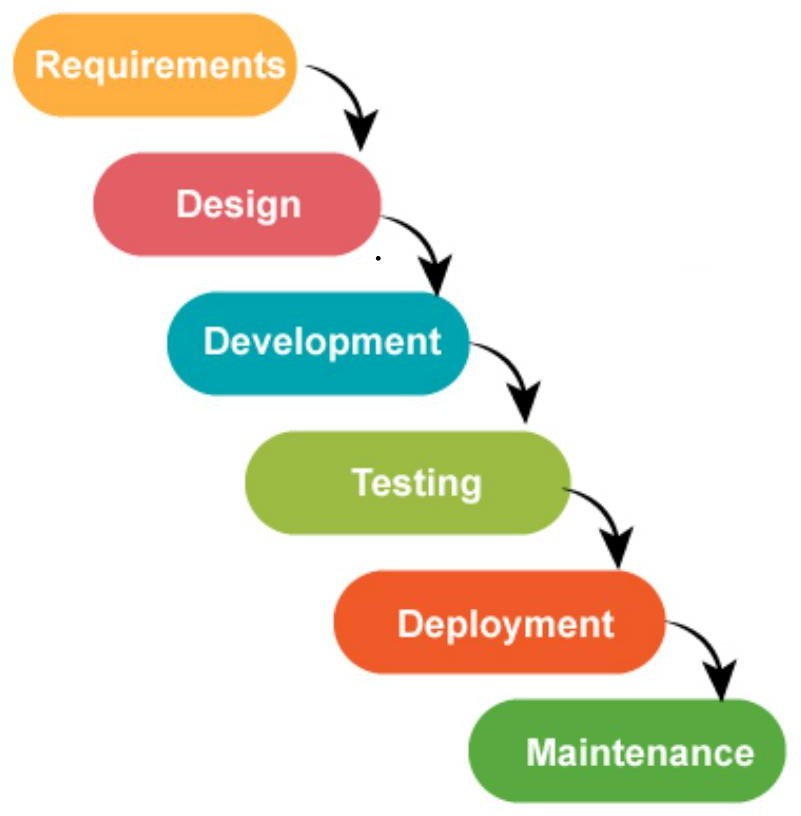 Requirements
Design
Development
Testing
Deployment
Maintenance